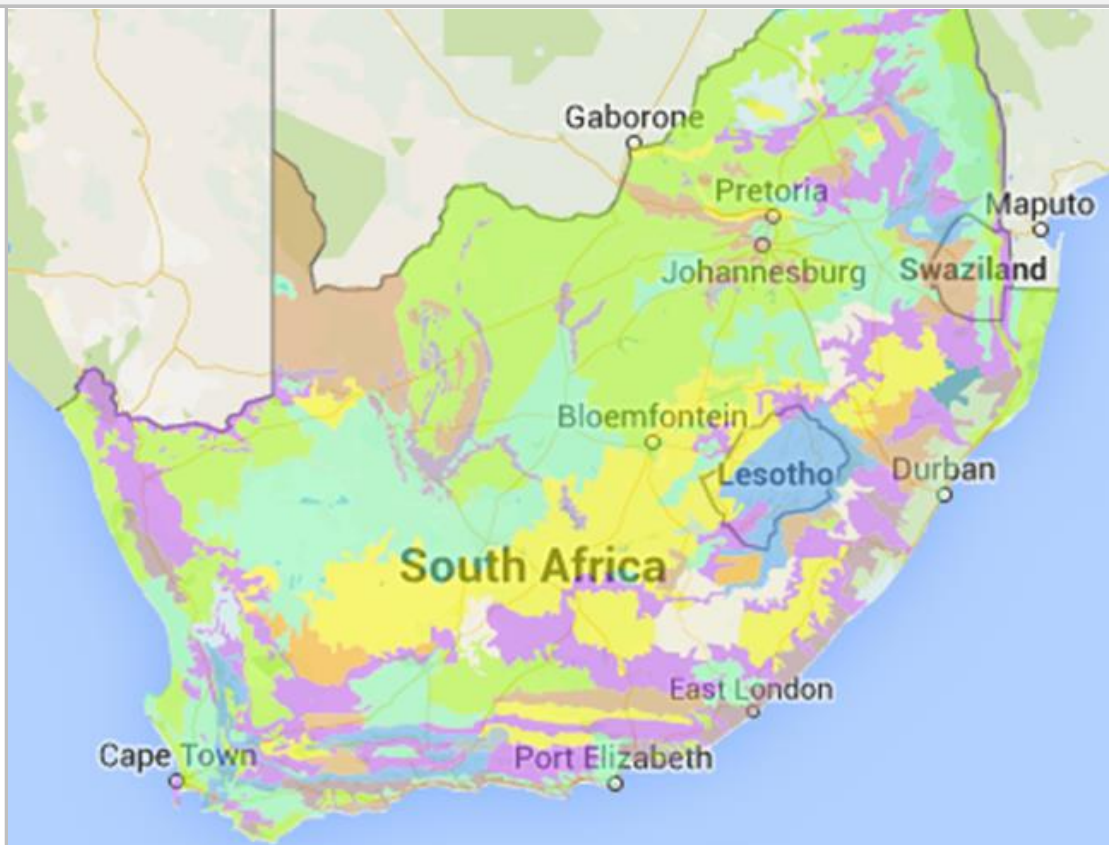 Gaborone
Pretoria
Maputo
Johannesburg
Swaziland
Bloemfontein
Lesotho
Durban
South Africa
East London
Cape Town
Port Elizabeth